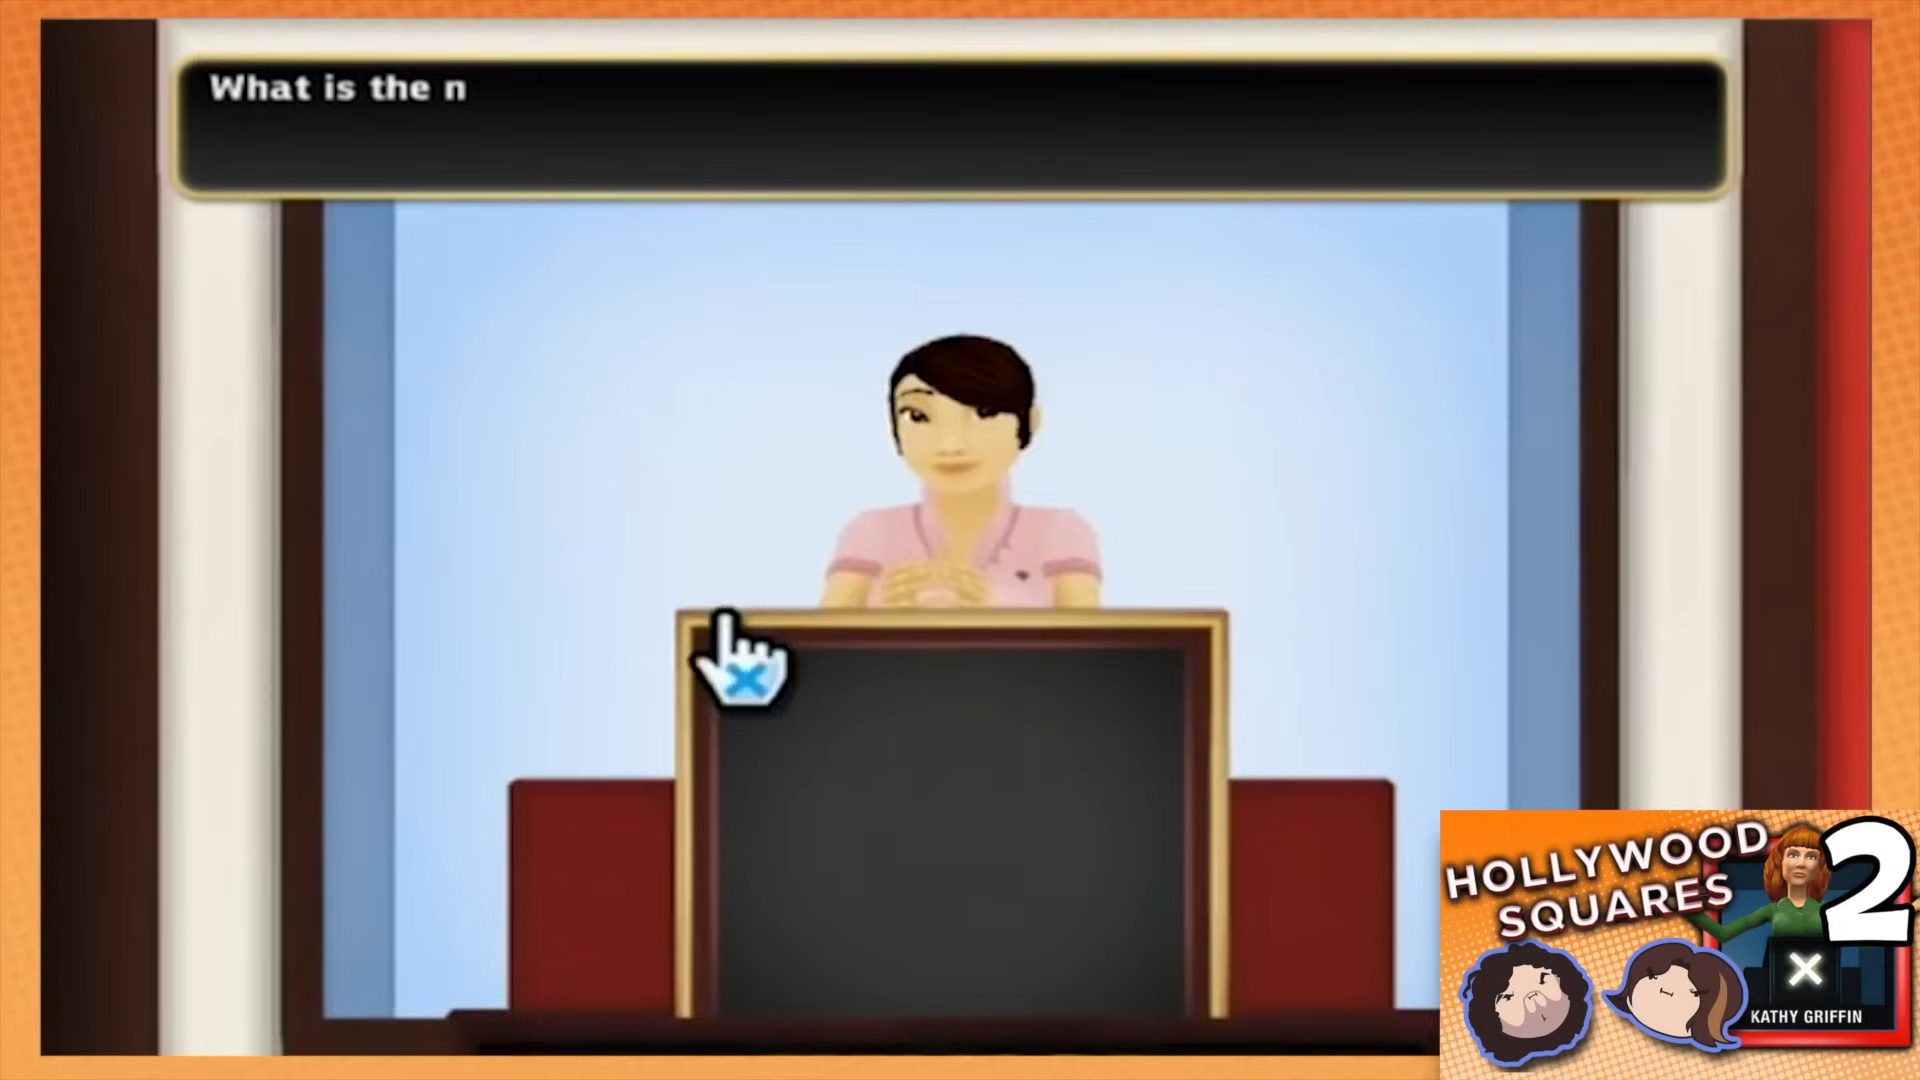 What is the n
HOLLYWOOD
SQUARES
2
KATHY GRIFFIN